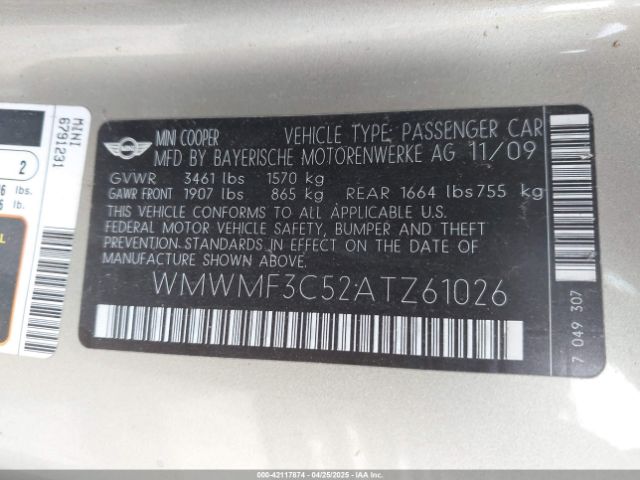 MINI
6791231
2
lbs.
lb.
MINI
MINI COOPER VEHICLE TYPE: PASSENGER CAR
MFD BY BAYERISCHE MOTORENWERKE AG 11/09
GVWR 3461 lbs 1570 kg
GAWR FRONT 1907 lbs 865 kg REAR 1664 lbs 755 kg
THIS VEHICLE CONFORMS TO ALL APPLICABLE U.S.
FEDERAL MOTOR VEHICLE SAFETY, BUMPER AND THEFT
PREVENTION STANDARDS IN EFFECT ON THE DATE OF
MANUFACTURE SHOWN ABOVE.
WMWMF3C52ATZ61026
7 049 307
000-42117874 - 04/25/2025 - IAA Inc.